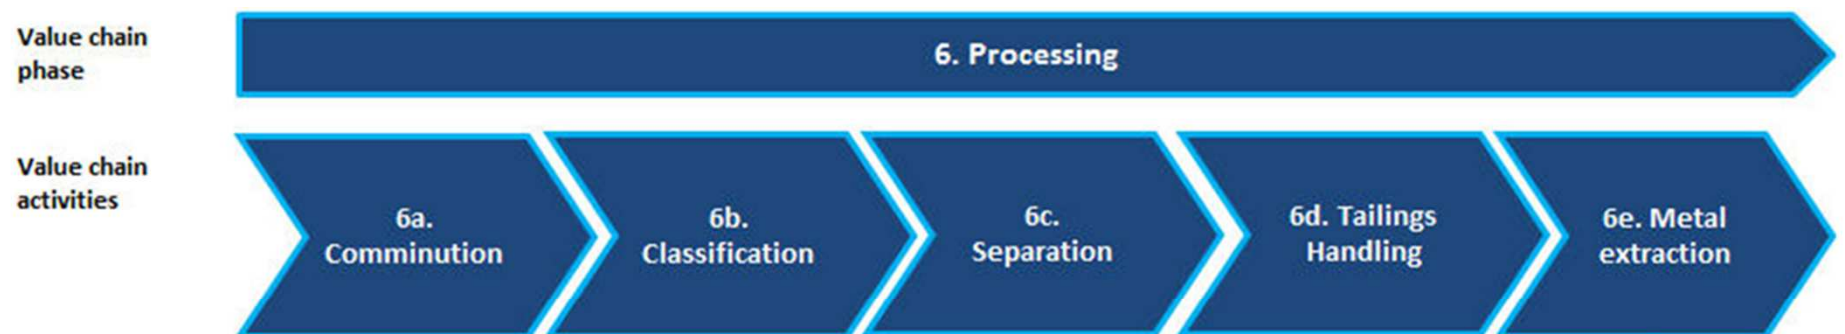 Value chain
phase
6. Processing
Value chain
activities
6a.
Comminution
6b.
Classification
6c.
Separation
6d. Tailings
Handling
6e. Metal
extraction